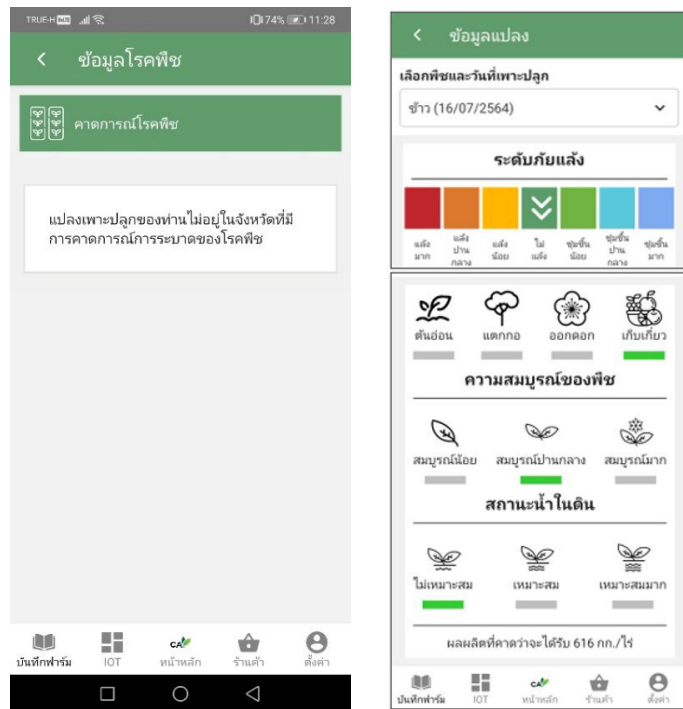 TRUE-H 74% 11:28
ข้อมูลโรคพืช
คาดการณ์โรคพืช
แปลงเพาะปลูกของท่านไม่อยู่ในจังหวัดที่มี
การคาดการณ์การระบาดของโรคพืช
บันทึกฟาร์ม IOT หน้าหลัก ร้านค้า ตั้งค่า
ข้อมูลแปลง
เลือกพืชและวันที่เพาะปลูก
ข้าว (16/07/2564)
ระดับภัยแล้ง
แล้งมาก แล้งปานกลาง แล้งน้อย ไม่แล้ง ชุ่มชื้นน้อย ชุ่มชื้นปานกลาง ชุ่มชื้นมาก
ต้นอ่อน แตกกอ ออกดอก เก็บเกี่ยว
ความสมบูรณ์ของพืช
สมบูรณ์น้อย สมบูรณ์ปานกลาง สมบูรณ์มาก
สถานะน้ำในดิน
ไม่เหมาะสม เหมาะสม เหมาะสมมาก
ผลผลิตที่คาดว่าจะได้รับ 616 กก./ไร่
บันทึกฟาร์ม IOT หน้าหลัก ร้านค้า ตั้งค่า